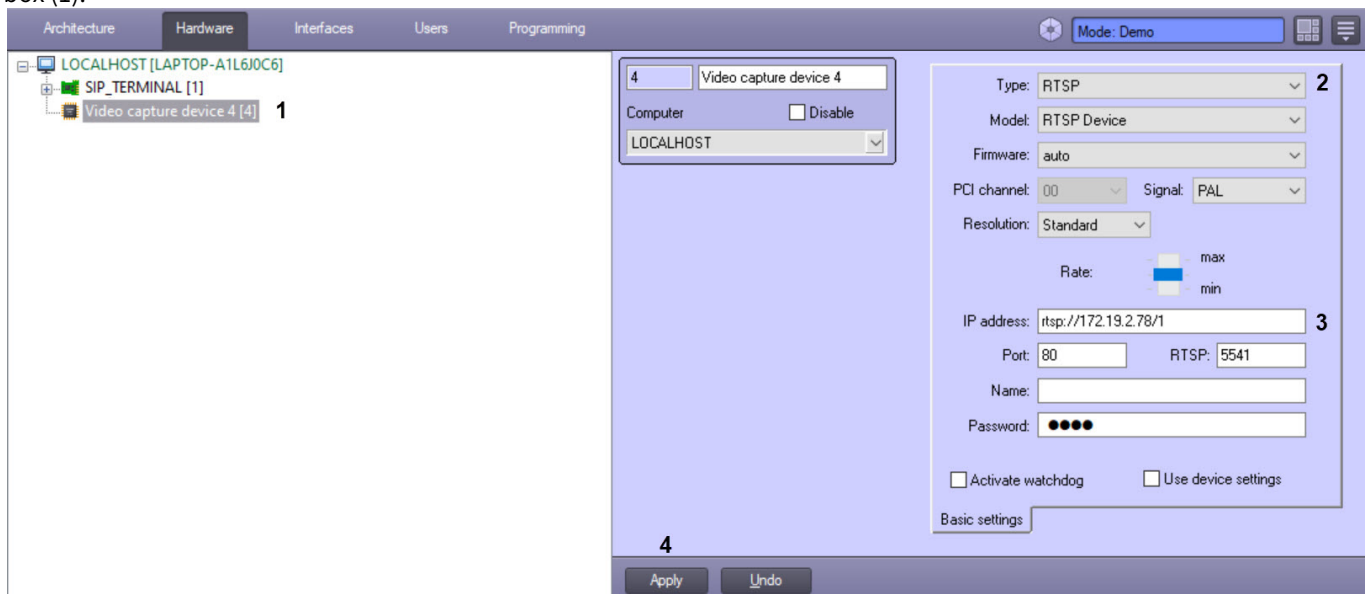 box (2).
Architecture Hardware Interfaces Users Programming Mode: Demo
LOCALHOST [LAPTOP-A1L6J0C6]
SIP_TERMINAL [1]
Video capture device 4 [4] 1
4 Video capture device 4
Computer Disable
LOCALHOST
Type: RTSP 2
Model: RTSP Device
Firmware: auto
PCI channel: 00 Signal: PAL
Resolution: Standard
max
Rate:
min
IP address: rtsp://172.19.2.78/1 3
Port: 80 RTSP: 5541
Name:
Password: ●●●●
Activate watchdog Use device settings
Basic settings
4
Apply Undo